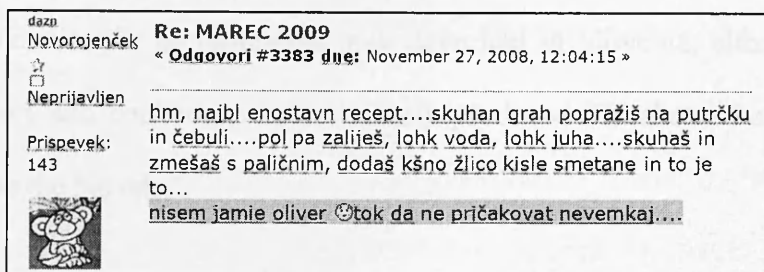 dazn
Novorojenček
Neprijavljen
Prispevek:
143
Re: MAREC 2009
« Odgovori #3383 dne: November 27, 2008, 12:04:15 »
hm, najbl enostavn recept....skuhan grah popražiš na putrčku
in čebuli....pol pa zaliješ, lohk voda, lohk juha....skuhaš in
zmešaš s paličnim, dodaš kšno žlico kisle smetane in to je
to...
nisem jamie oliver tok da ne pričakovat nevemkaj....